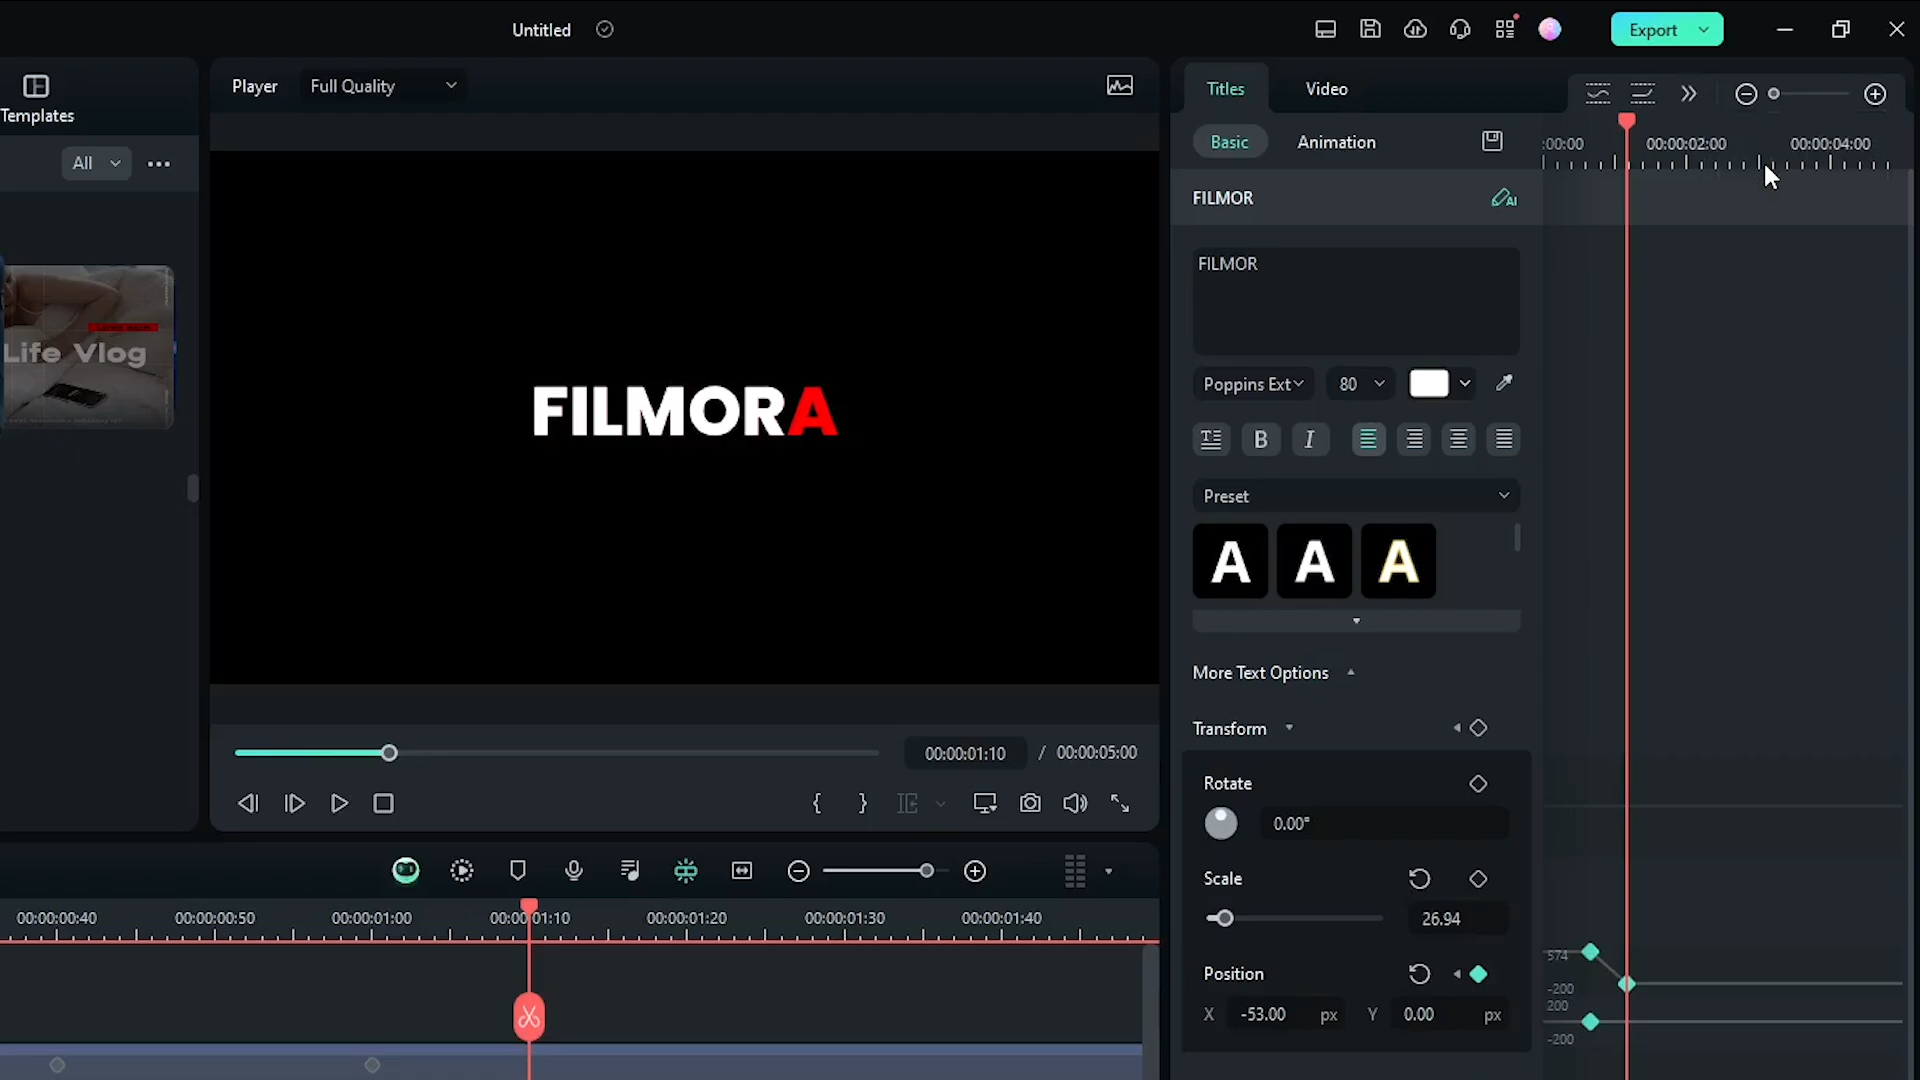 Untitled
Export
Templates
Player
Full Quality
Titles
Video
All
Basic
Animation
:00:00
00:00:02:00
00:00:04:00
FILMOR
AI
FILMOR
Life Vlog
Poppins Ext
80
FILMORA
B
I
Preset
A
A
A
More Text Options
Transform
00:00:01:10 / 00:00:05:00
Rotate
0.00°
Scale
26.94
00:00:00:40
00:00:00:50
00:00:01:00
00:00:01:10
00:00:01:20
00:00:01:30
00:00:01:40
Position
574
-200
200
-200
X -53.00 px Y 0.00 px